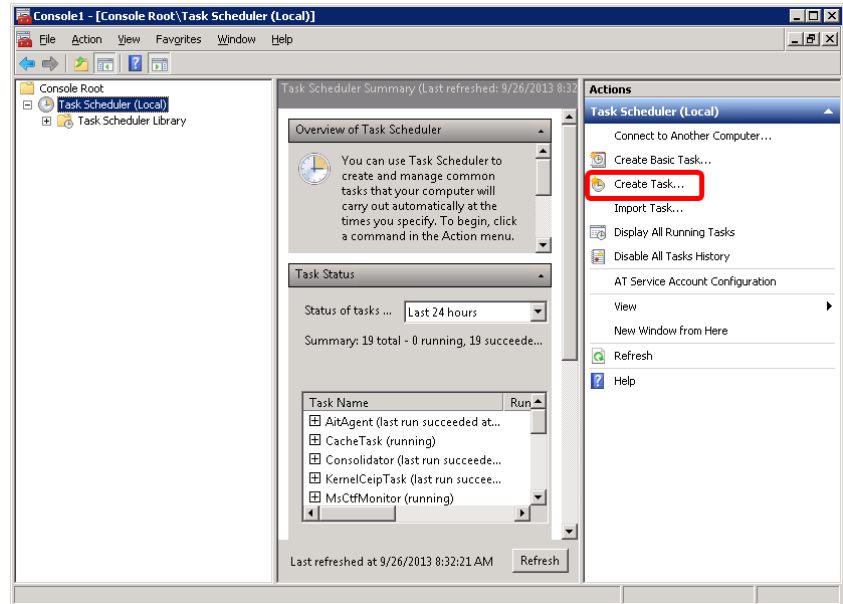 Console1 - [Console Root\Task Scheduler (Local)]
File Action View Favorites Window Help
Console Root
Task Scheduler (Local)
Task Scheduler Library
Task Scheduler Summary (Last refreshed: 9/26/2013 8:32
Overview of Task Scheduler
You can use Task Scheduler to
create and manage common
tasks that your computer will
carry out automatically at the
times you specify. To begin, click
a command in the Action menu.
Task Status
Status of tasks ... Last 24 hours
Summary: 19 total - 0 running, 19 succeede...
Task Name Run
AitAgent (last run succeeded at...
CacheTask (running)
Consolidator (last run succeede...
KernelCeipTask (last run succee...
MsCtfMonitor (running)
Last refreshed at 9/26/2013 8:32:21 AM Refresh
Actions
Task Scheduler (Local)
Connect to Another Computer...
Create Basic Task...
Create Task...
Import Task...
Display All Running Tasks
Disable All Tasks History
AT Service Account Configuration
View
New Window from Here
Refresh
Help